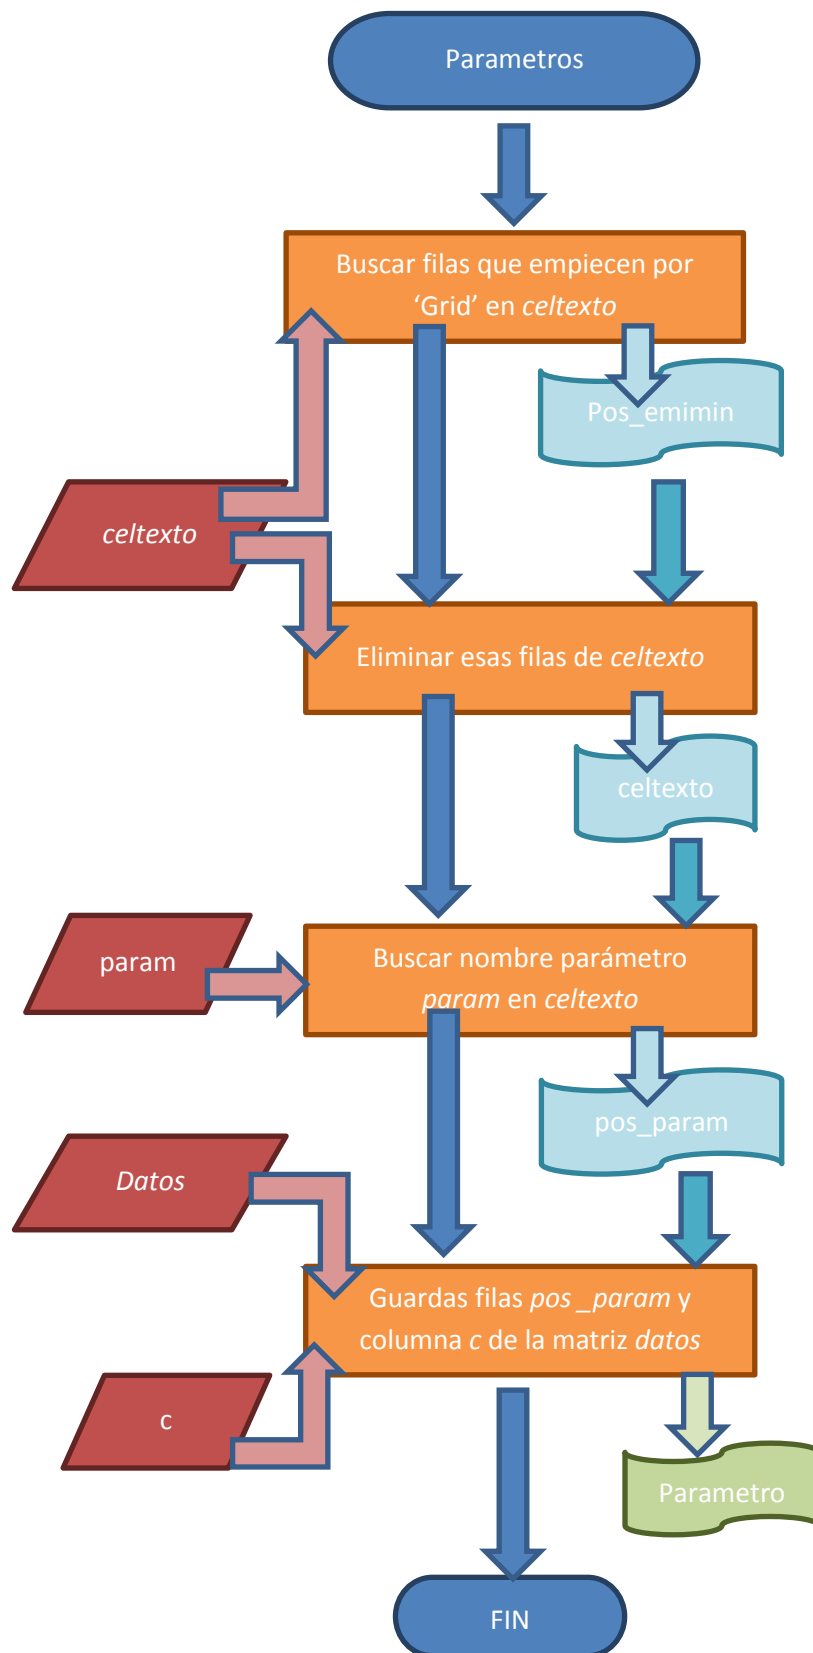 Parametros
Buscar filas que empiecen por
‘Grid’ en celtexto
Pos_emimin
celtexto
Eliminar esas filas de celtexto
celtexto
param
Buscar nombre parámetro
param en celtexto
pos_param
Datos
Guardas filas pos _param y
columna c de la matriz datos
c
Parametro
FIN